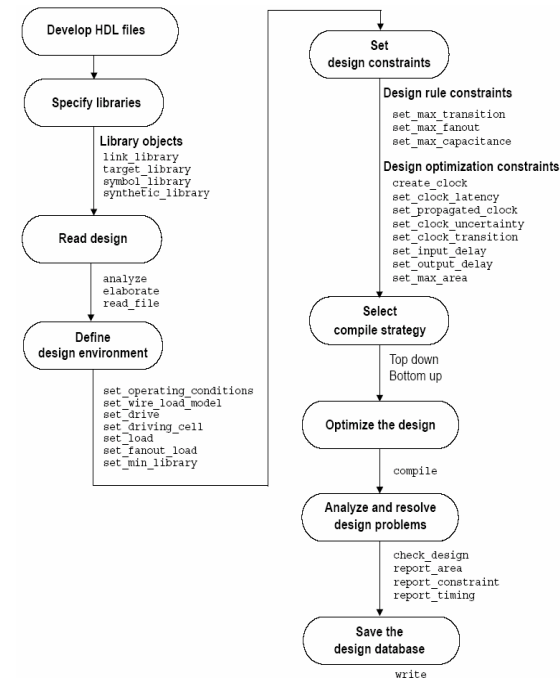 Develop HDL files
Specify libraries
Library objects
link_library
target_library
symbol_library
synthetic_library
Read design
analyze
elaborate
read_file
Define
design environment
set_operating_conditions
set_wire_load_model
set_drive
set_driving_cell
set_load
set_fanout_load
set_min_library
Set
design constraints
Design rule constraints
set_max_transition
set_max_fanout
set_max_capacitance
Design optimization constraints
create_clock
set_clock_latency
set_propagated_clock
set_clock_uncertainty
set_clock_transition
set_input_delay
set_output_delay
set_max_area
Select
compile strategy
Top down
Bottom up
Optimize the design
compile
Analyze and resolve
design problems
check_design
report_area
report_constraint
report_timing
Save the
design database
write